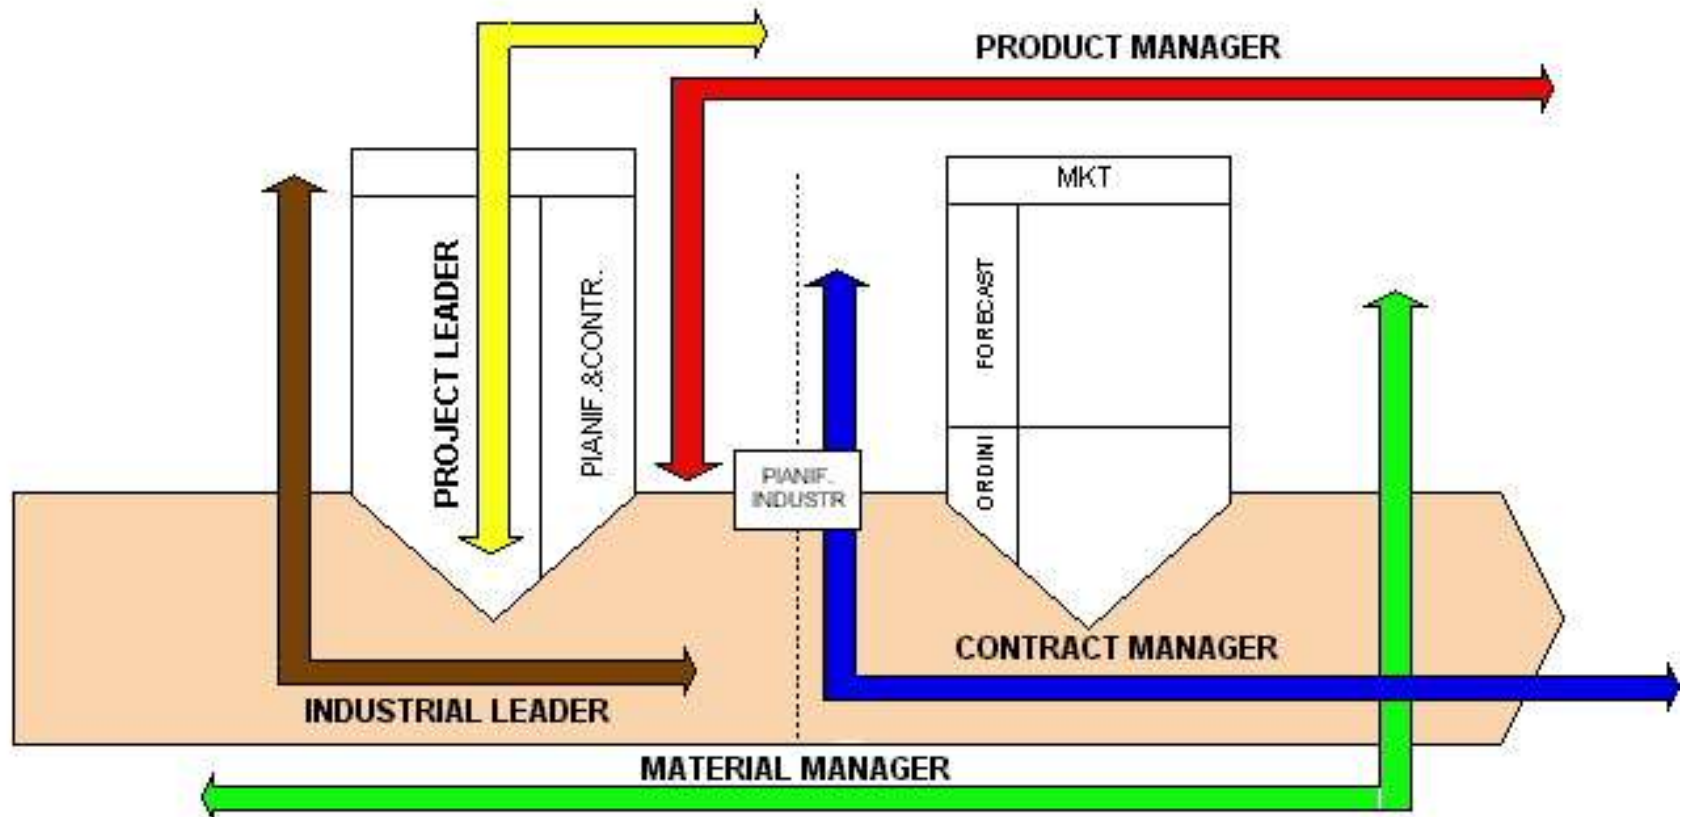 PRODUCT MANAGER
MKT
PROJECT LEADER
PIANIF.&CONTR.
FORECAST
ORDINI
PIANIF.
INDUSTR
CONTRACT MANAGER
INDUSTRIAL LEADER
MATERIAL MANAGER